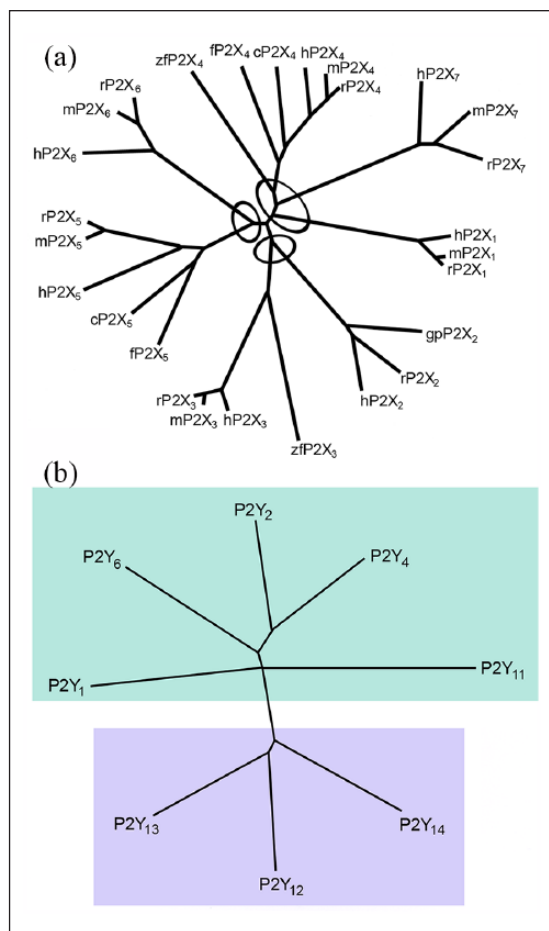 (a)
zfP2X₄
fP2X₄
cP2X₄
hP2X₄
mP2X₄
rP2X₄
hP2X₇
mP2X₇
rP2X₇
rP2X₆
mP2X₆
hP2X₆
rP2X₅
mP2X₅
hP2X₅
cP2X₅
fP2X₅
hP2X₁
mP2X₁
rP2X₁
gpP2X₂
rP2X₂
hP2X₂
rP2X₃
mP2X₃
hP2X₃
zfP2X₃
(b)
P2Y₂
P2Y₆
P2Y₄
P2Y₁
P2Y₁₁
P2Y₁₃
P2Y₁₄
P2Y₁₂